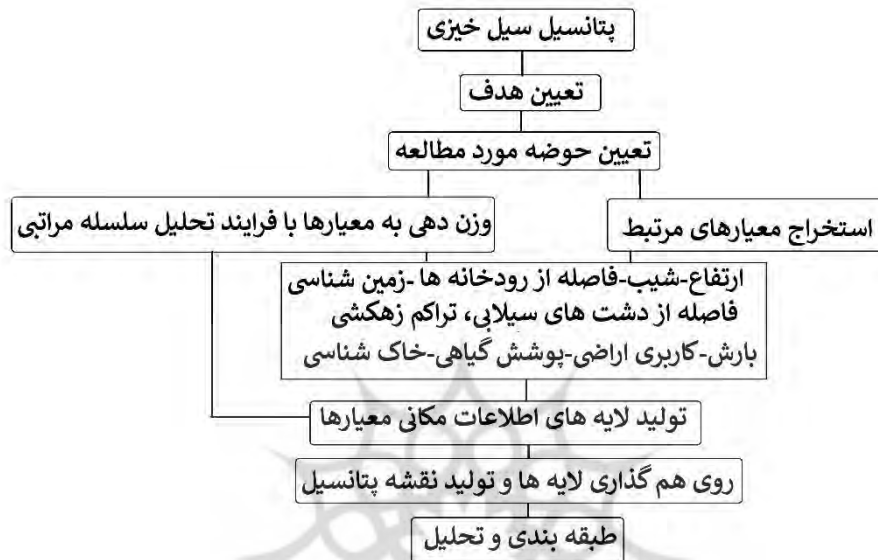 پتانسیل سیل خیزی
تعیین هدف
تعیین حوضه مورد مطالعه
استخراج معیارهای مرتبط
وزن دهی به معیارها با فرایند تحلیل سلسله مراتبی
ارتفاع-شیب-فاصله از رودخانه ها -زمین شناسی
فاصله از دشت های سیلابی، تراکم زهکشی
بارش-کاربری اراضی-پوشش گیاهی-خاک شناسی
تولید لایه های اطلاعات مکانی معیارها
روی هم گذاری لایه ها و تولید نقشه پتانسیل
طبقه بندی و تحلیل